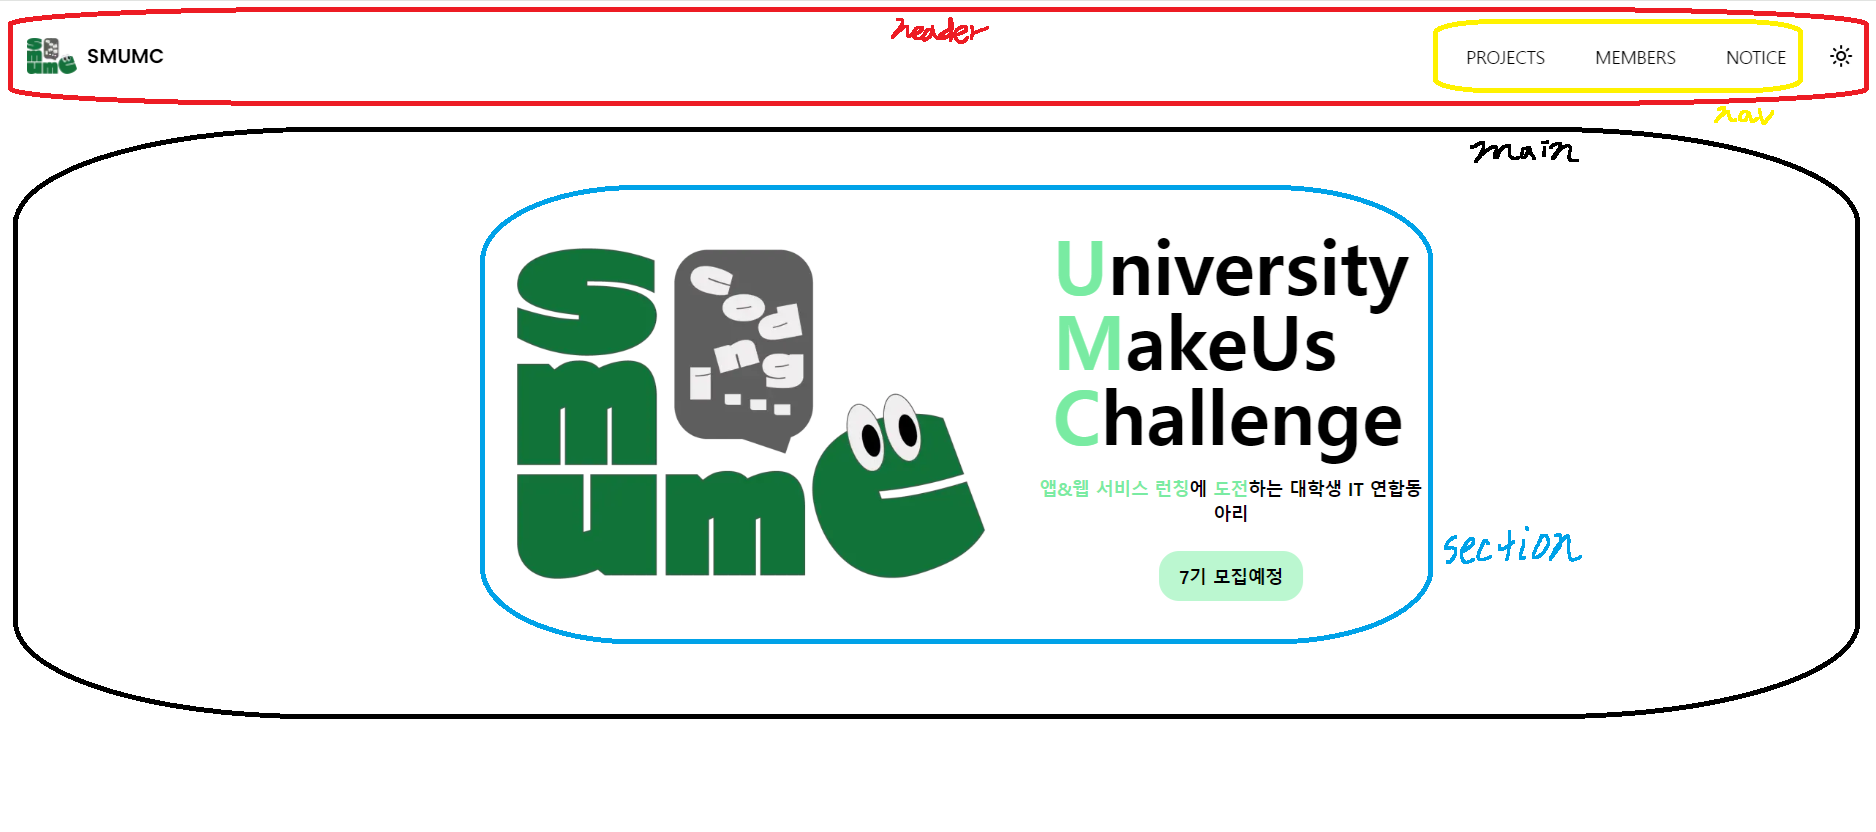 header
SMUMC
PROJECTS
MEMBERS
NOTICE
nav
main
Coding
....
smumc
University
MakeUs
Challenge
앱&웹 서비스 런칭에 도전하는 대학생 IT 연합동
아리
7기 모집예정
section